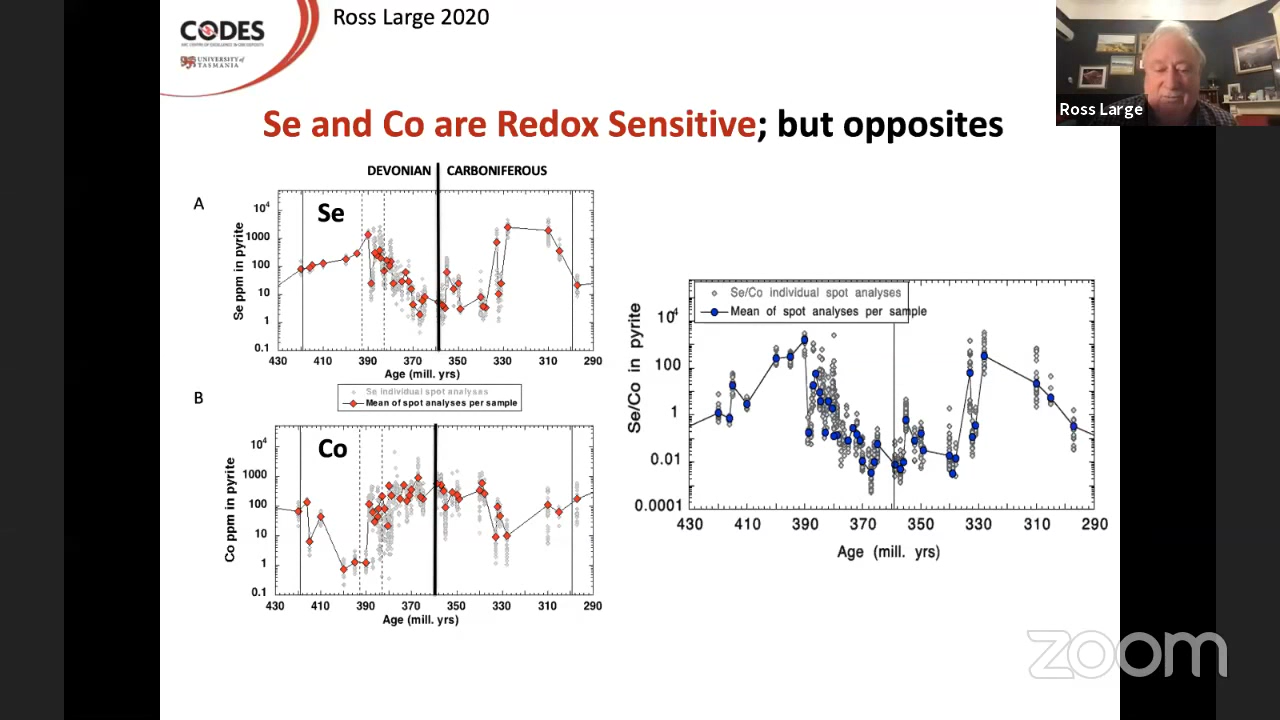 CODES
UNIVERSITY of
TASMANIA
Ross Large 2020
Ross Large
Se and Co are Redox Sensitive; but opposites
DEVONIAN CARBONIFEROUS
A
Se
Se ppm in pyrite
10⁴
1000
100
10
1
0.1
430 410 390 370 350 330 310 290
Age (mill. yrs)
Se individual spot analyses
Mean of spot analyses per sample
B
Co
Co ppm in pyrite
10⁴
1000
100
10
1
0.1
430 410 390 370 350 330 310 290
Age (mill. yrs)
Se/Co individual spot analyses
Mean of spot analyses per sample
Se/Co in pyrite
10⁴
100
1
0.01
0.0001
430 410 390 370 350 330 310 290
Age (mill. yrs)
zoom